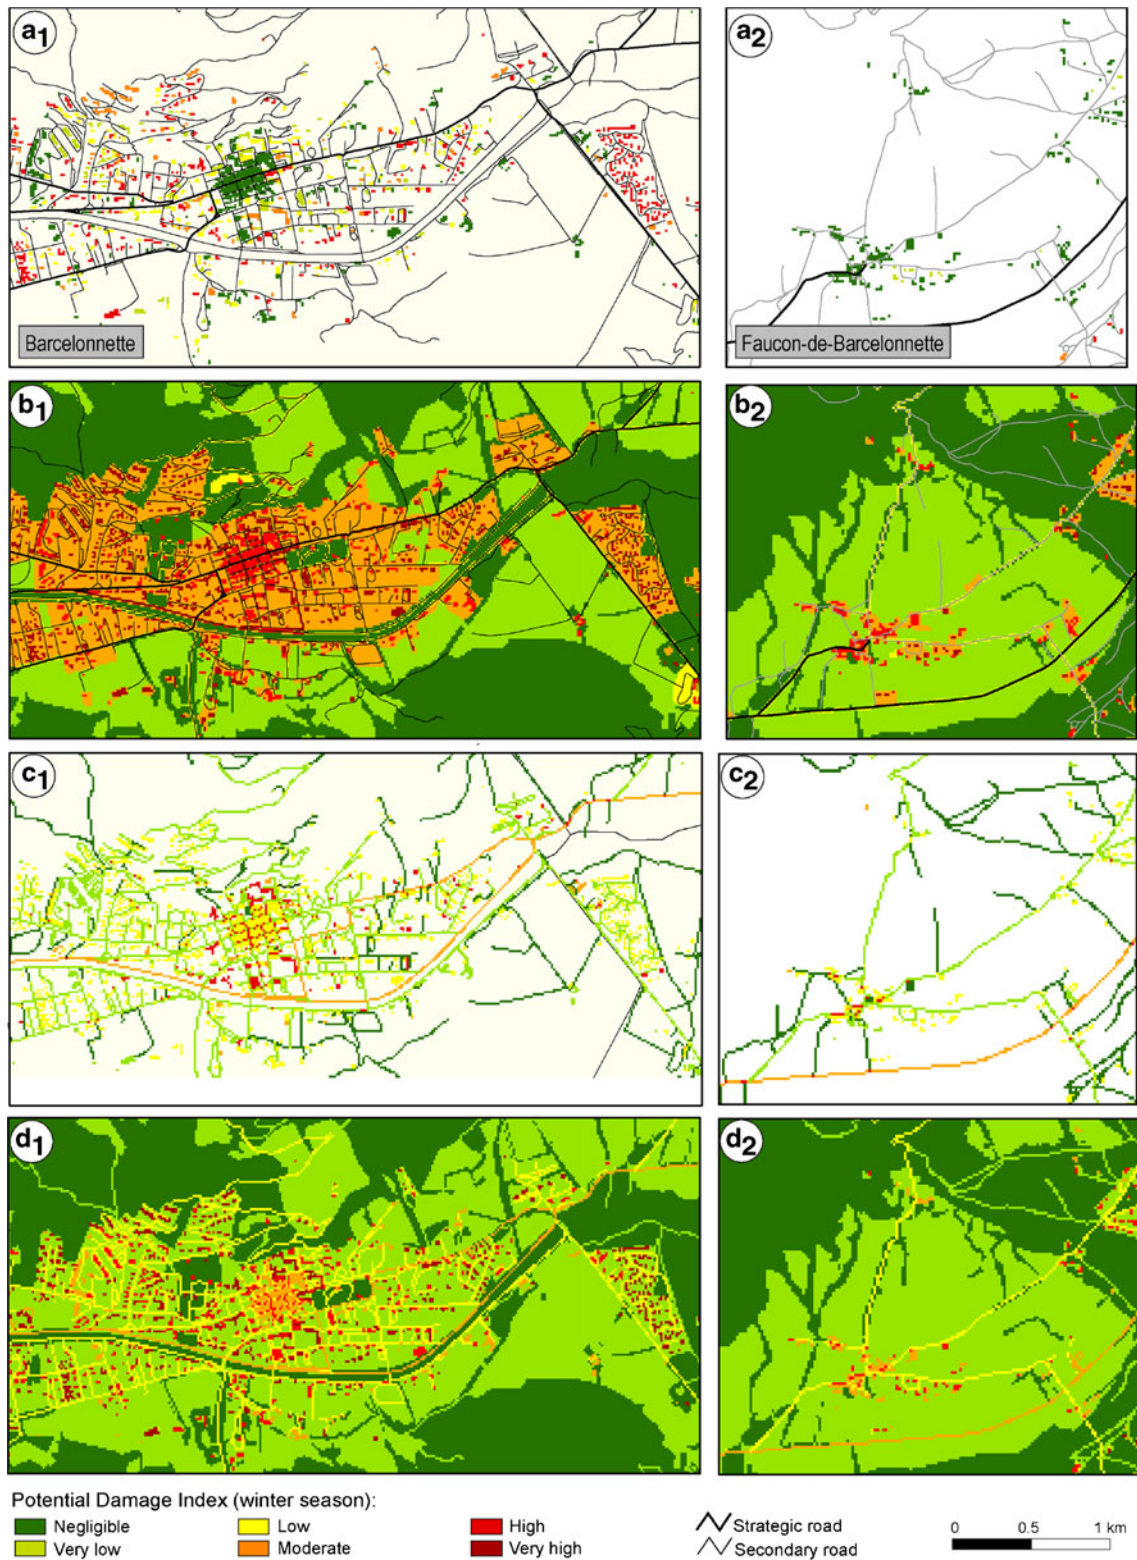 a1
a2
Barcelonnette
Faucon-de-Barcelonnette
b1
b2
c1
c2
d1
d2
Potential Damage Index (winter season):
Negligible
Low
High
Strategic road
0 0.5 1 km
Very low
Moderate
Very high
Secondary road